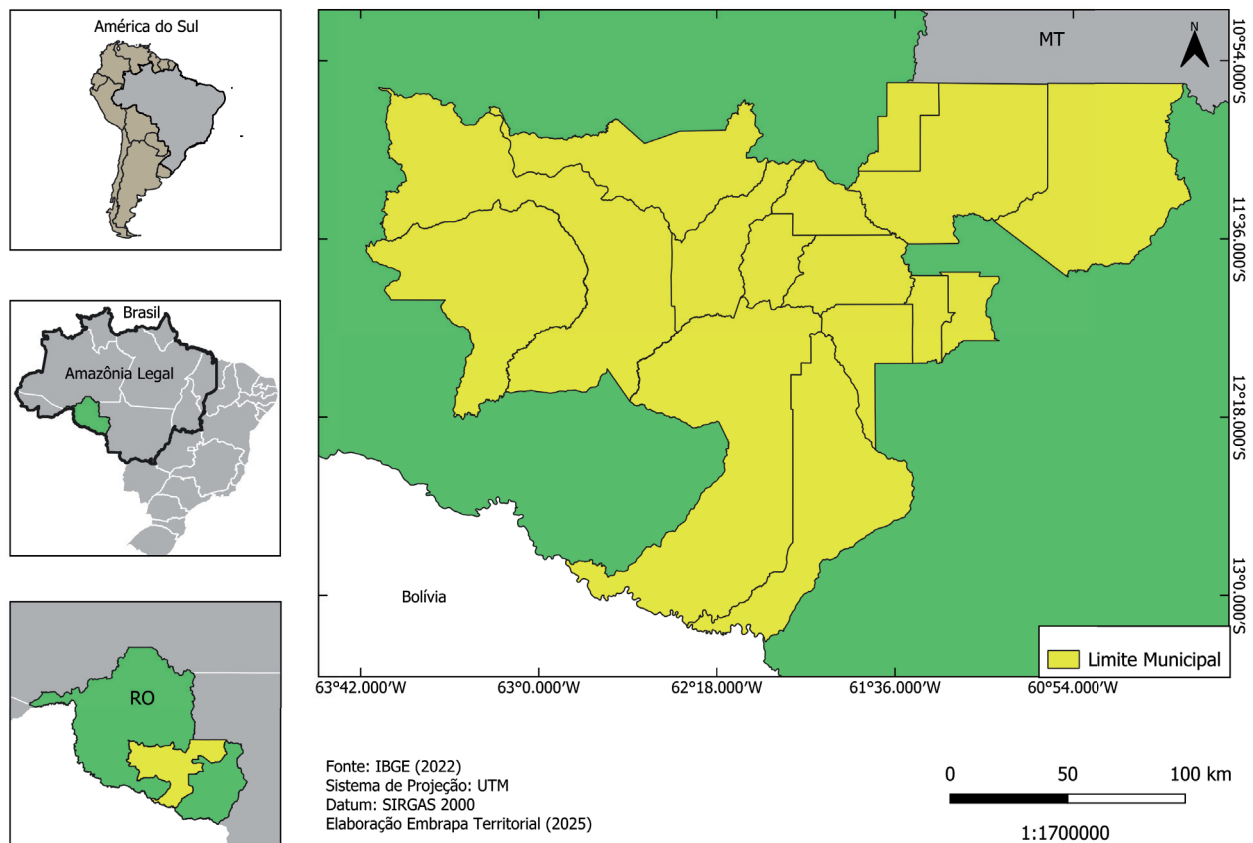 América do Sul
Brasil
Amazônia Legal
RO
MT
N
Bolívia
10°54.000'S
11°36.000'S
12°18.000'S
13°0.000'S
Limite Municipal
63°42.000'W
63°0.000'W
62°18.000'W
61°36.000'W
60°54.000'W
Fonte: IBGE (2022)
Sistema de Projeção: UTM
Datum: SIRGAS 2000
Elaboração Embrapa Territorial (2025)
0 50 100 km
1:1700000